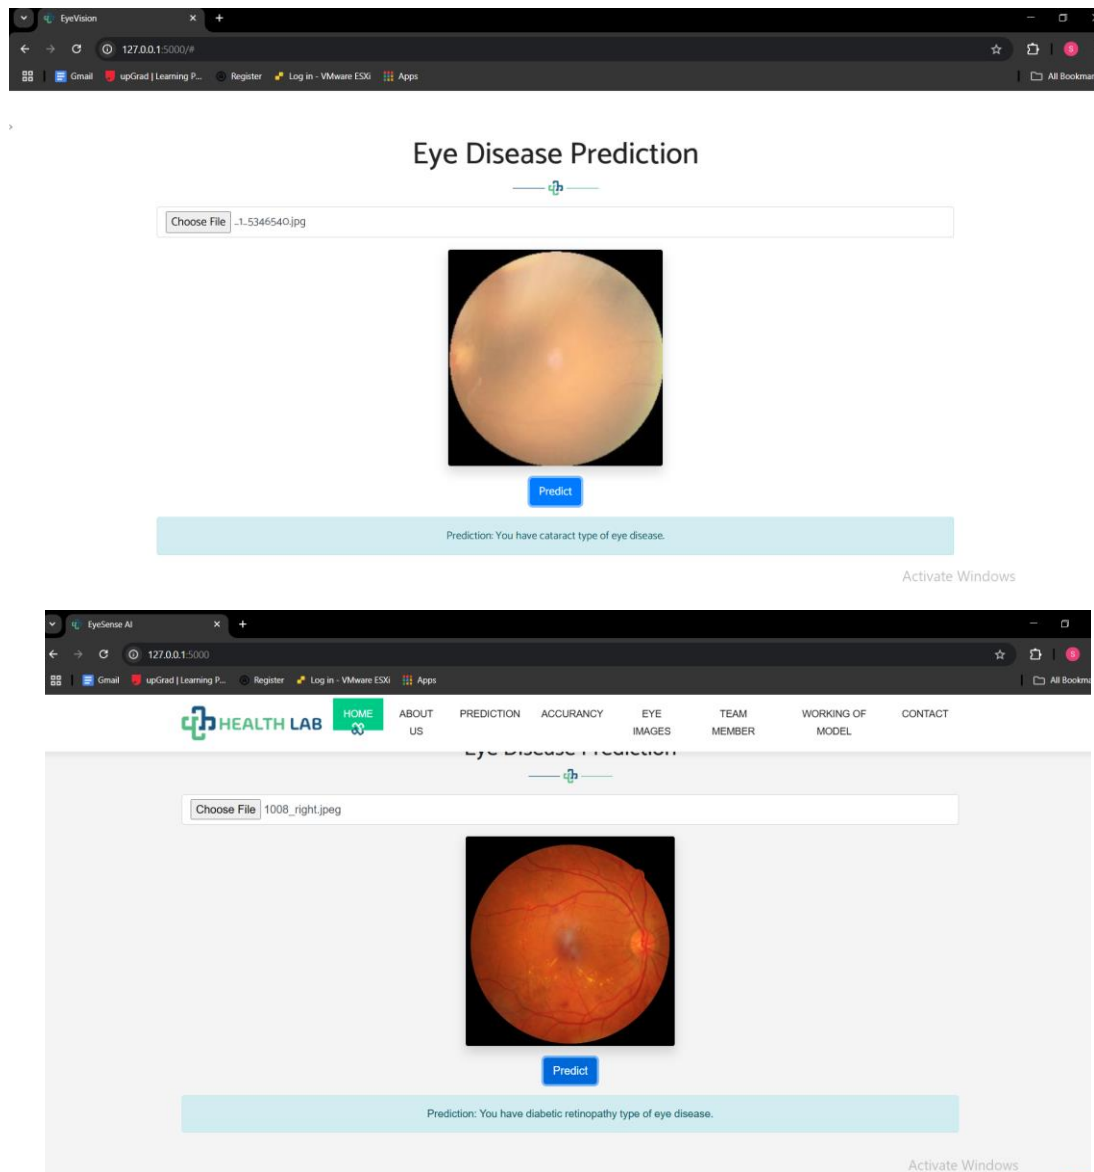 EyeVision
127.0.0.1:5000/#
Gmail upGrad | Learning P... Register Log in - VMware ESXi Apps All Bookmar
Eye Disease Prediction
Choose File _1_5346540.jpg
Predict
Prediction: You have cataract type of eye disease.
Activate Windows
EyeSense AI
127.0.0.1:5000
Gmail upGrad | Learning P... Register Log in - VMware ESXi Apps All Bookma
HEALTH LAB HOME ABOUT US PREDICTION ACCURANCY EYE IMAGES TEAM MEMBER WORKING OF MODEL CONTACT
Eye Disease Prediction
Choose File 1008_right.jpeg
Predict
Prediction: You have diabetic retinopathy type of eye disease.
Activate Windows